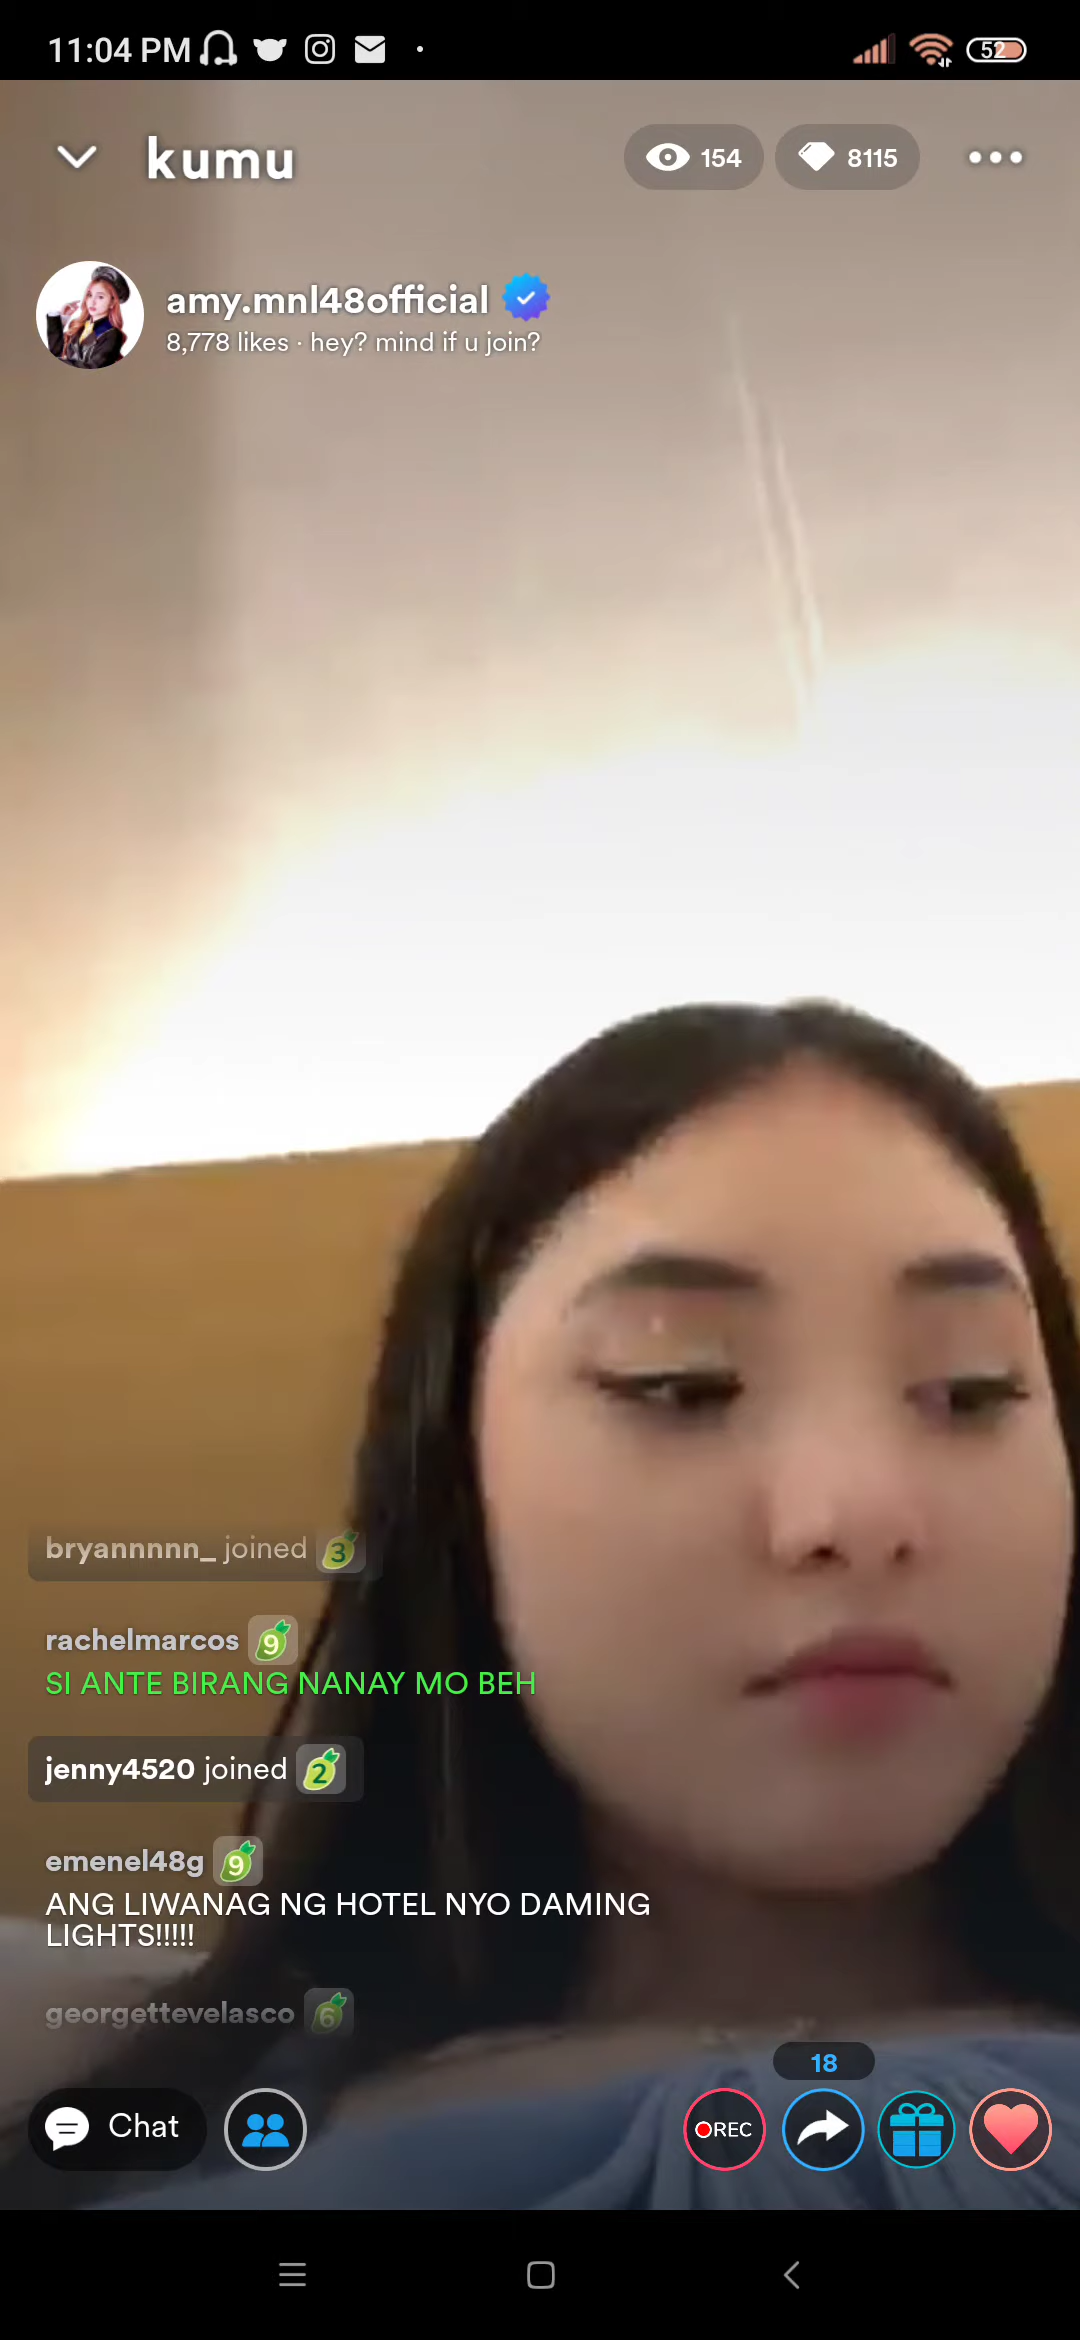 11:04 PM
52
kumu
154
8115
amy.mnl48official
8,778 likes · hey? mind if u join?
bryannnnn_ joined 3
rachelmarcos 9
SI ANTE BIRANG NANAY MO BEH
jenny4520 joined 2
emenel48g 9
ANG LIWANAG NG HOTEL NYO DAMING
LIGHTS!!!!!
georgettevelasco 6
18
Chat
REC